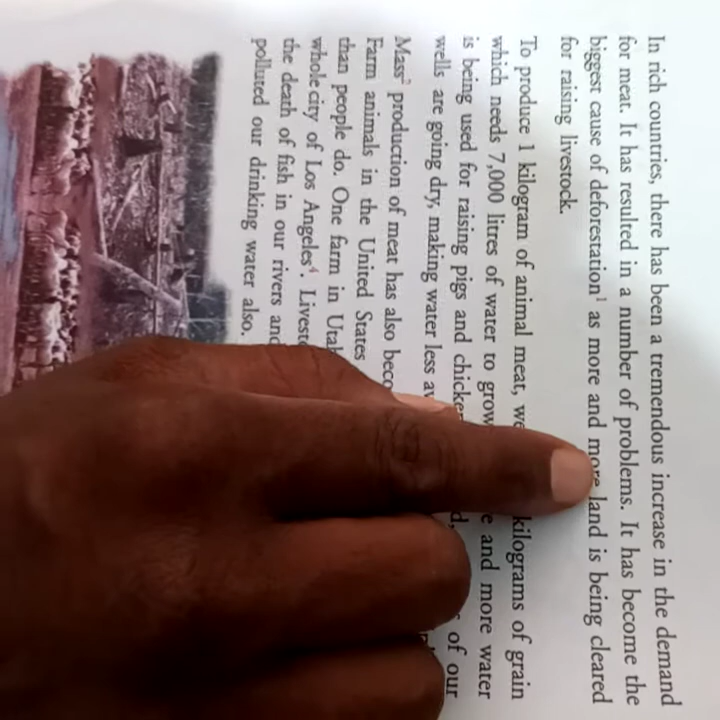 In rich countries, there has been a tremendous increase in the demand
for meat. It has resulted in a number of problems. It has become the
biggest cause of deforestation¹ as more and more land is being cleared
for raising livestock.
To produce 1 kilogram of animal meat, kilograms of grain
which needs 7,000 litres of water to grow and more water
is being used for raising pigs and of our
wells are going dry, making water less
Mass² production of meat has also
Farm animals in the United States
than people do. One farm in
whole city of Los Angeles⁴.
the death of fish in our rivers
polluted our drinking water also.